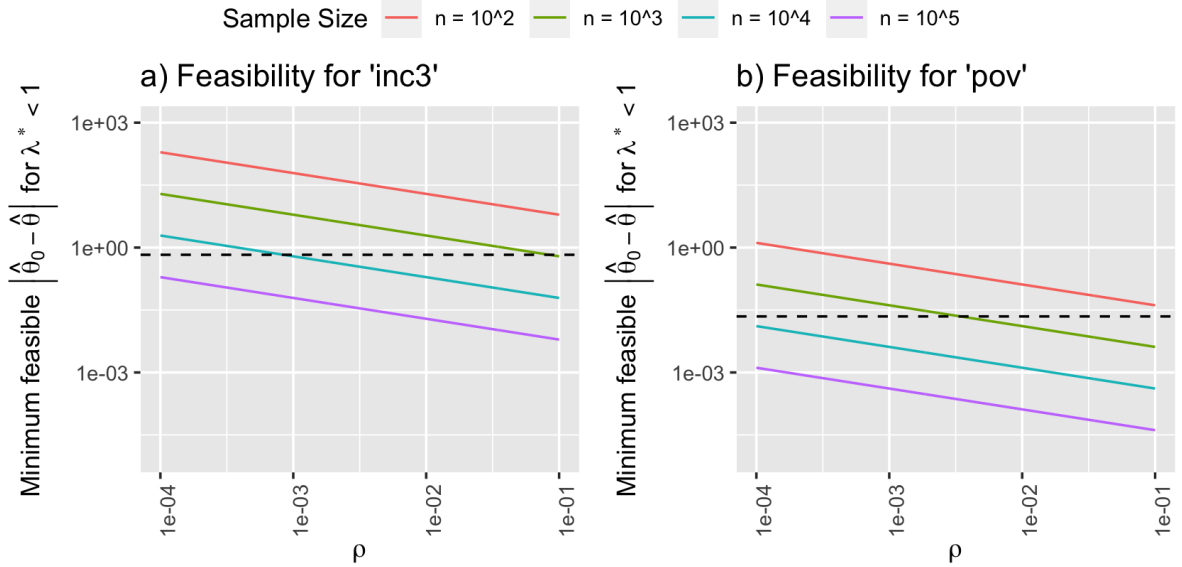 Sample Size n = 10^2 n = 10^3 n = 10^4 n = 10^5
a) Feasibility for 'inc3'
Minimum feasible |θ̂₀ − θ̂| for λ* < 1
1e+03
1e+00
1e-03
1e-04
1e-03
1e-02
1e-01
ρ
b) Feasibility for 'pov'
Minimum feasible |θ̂₀ − θ̂| for λ* < 1
1e+03
1e+00
1e-03
1e-04
1e-03
1e-02
1e-01
ρ